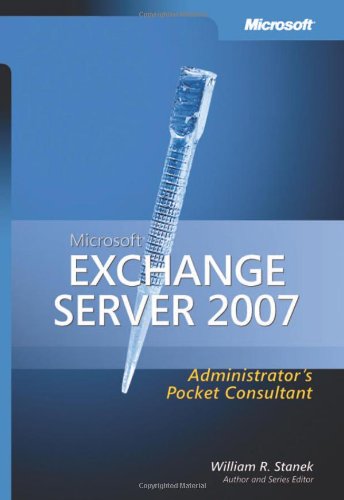 Microsoft
Microsoft
EXCHANGE
SERVER 2007
Administrator's
Pocket Consultant
William R. Stanek
Author and Series Editor